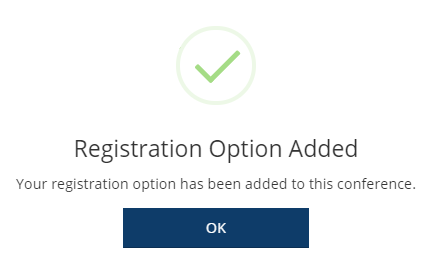 Registration Option Added
Your registration option has been added to this conference.
OK